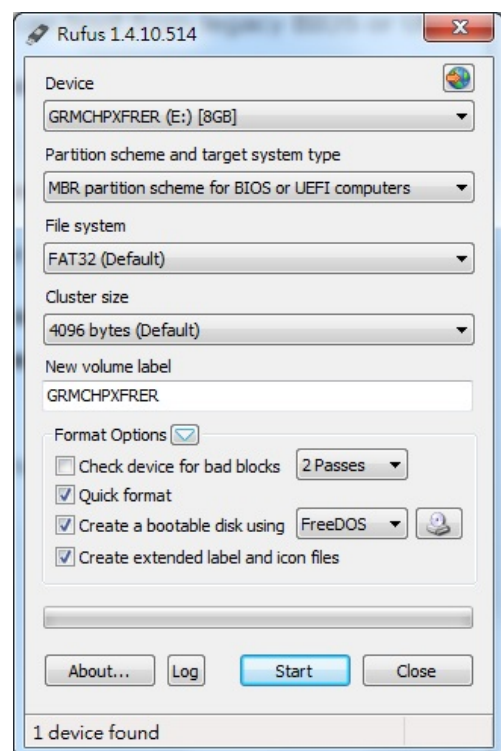 Rufus 1.4.10.514
Device
GRMCHPXFRER (E:) [8GB]
Partition scheme and target system type
MBR partition scheme for BIOS or UEFI computers
File system
FAT32 (Default)
Cluster size
4096 bytes (Default)
New volume label
GRMCHPXFRER
Format Options
Check device for bad blocks 2 Passes
Quick format
Create a bootable disk using FreeDOS
Create extended label and icon files
About... Log Start Close
1 device found